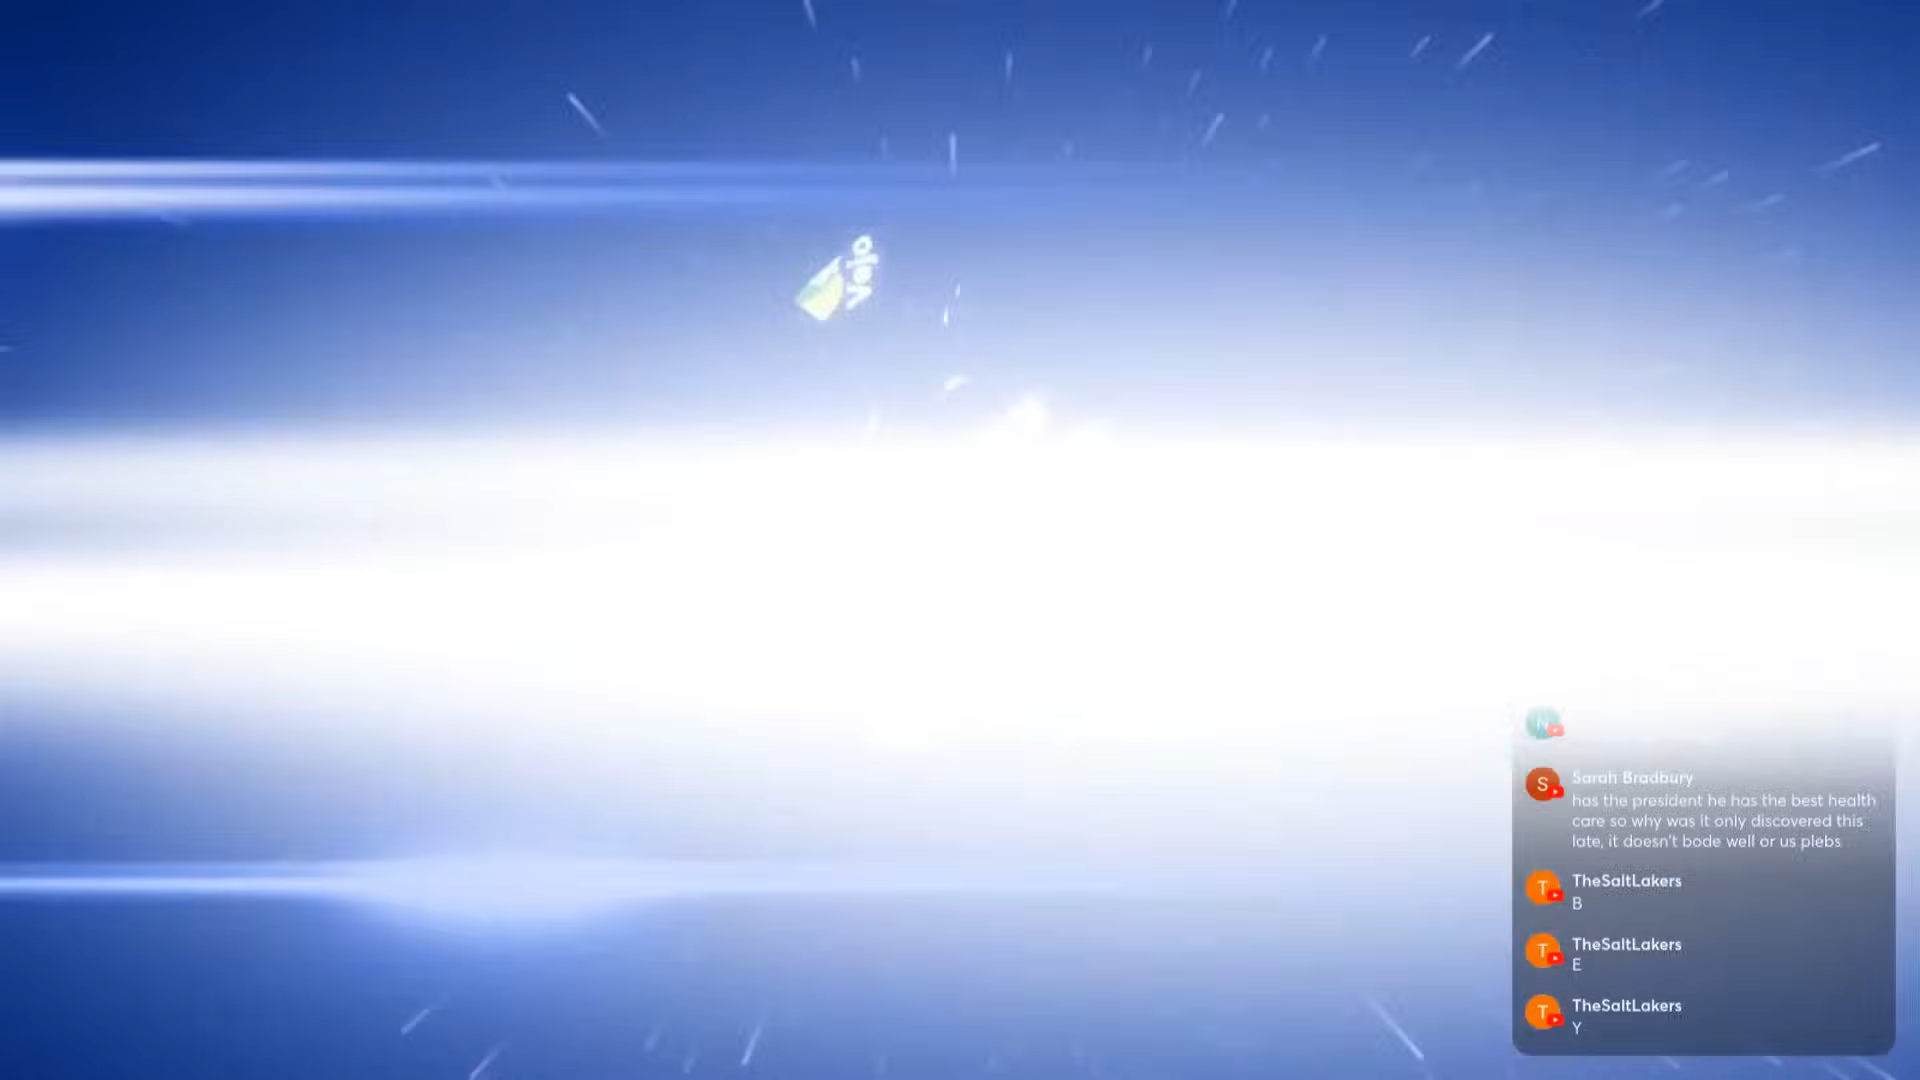 Valo
N
S
Sarah Bradbury
has the president he has the best health
care so why was it only discovered this
late, it doesn't bode well or us plebs
T
TheSaltLakers
B
T
TheSaltLakers
E
T
TheSaltLakers
Y